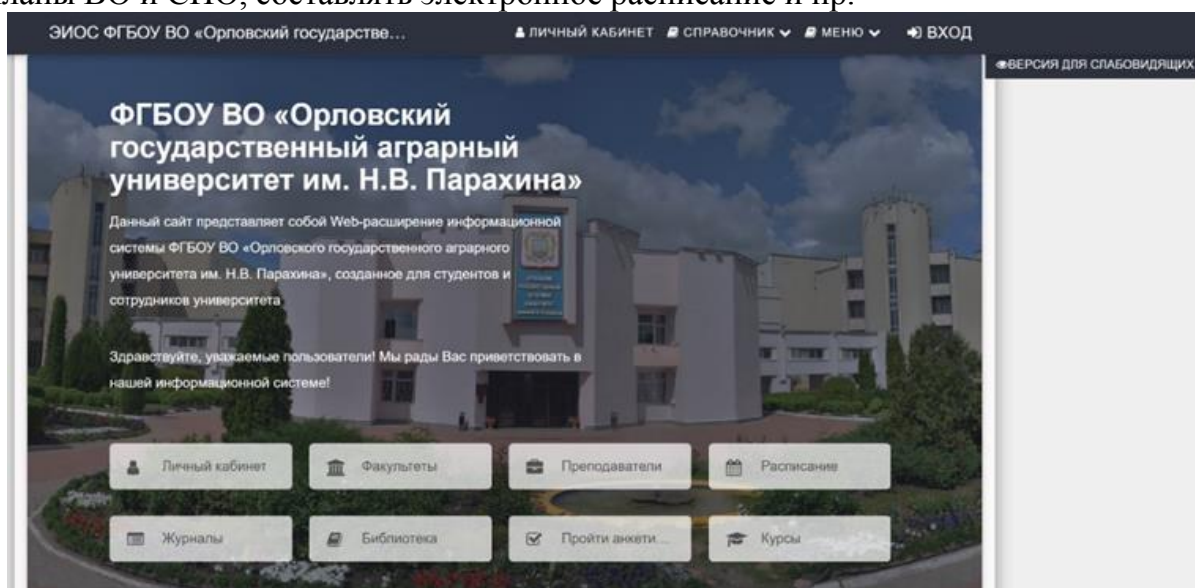 планы ВО и СПО, составлять электронное расписание и пр.
ЭИОС ФГБОУ ВО «Орловский государстве...
ЛИЧНЫЙ КАБИНЕТ
СПРАВОЧНИК
МЕНЮ
ВХОД
ВЕРСИЯ ДЛЯ СЛАБОВИДЯЩИХ
ФГБОУ ВО «Орловский
государственный аграрный
университет им. Н.В. Парахина»
Данный сайт представляет собой Web-расширение информационной
системы ФГБОУ ВО «Орловского государственного аграрного
университета им. Н.В. Парахина», созданное для студентов и
сотрудников университета
Здравствуйте, уважаемые пользователи! Мы рады Вас приветствовать в
нашей информационной системе!
Личный кабинет
Факультеты
Преподаватели
Расписание
Журналы
Библиотека
Пройти анкети...
Курсы